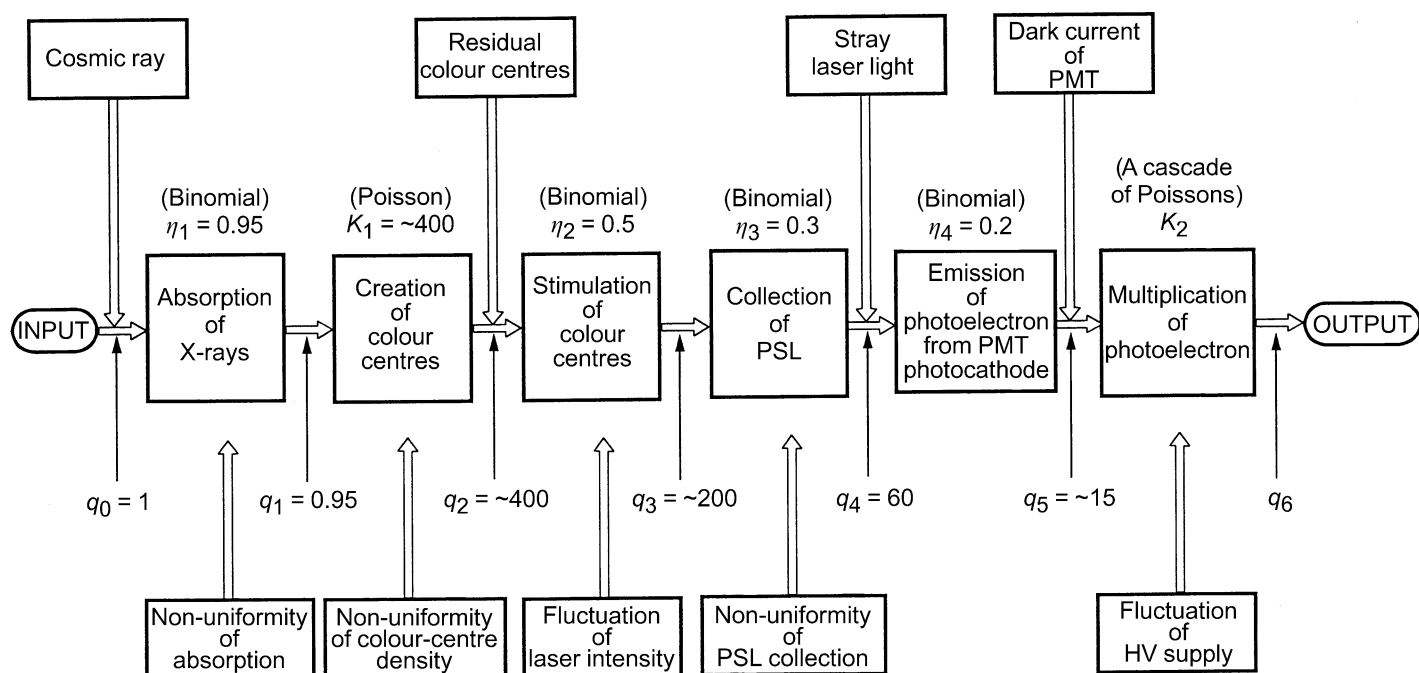 Cosmic ray
Residual
colour centres
Stray
laser light
Dark current
of
PMT
(Binomial)
η1 = 0.95
(Poisson)
K1 = ~400
(Binomial)
η2 = 0.5
(Binomial)
η3 = 0.3
(Binomial)
η4 = 0.2
(A cascade
of Poissons)
K2
INPUT
Absorption
of
X-rays
Creation
of
colour
centres
Stimulation
of
colour
centres
Collection
of
PSL
Emission
of
photoelectron
from PMT
photocathode
Multiplication
of
photoelectron
OUTPUT
q0 = 1
q1 = 0.95
q2 = ~400
q3 = ~200
q4 = 60
q5 = ~15
q6
Non-uniformity
of
absorption
Non-uniformity
of colour-centre
density
Fluctuation
of
laser intensity
Non-uniformity
of
PSL collection
Fluctuation
of
HV supply